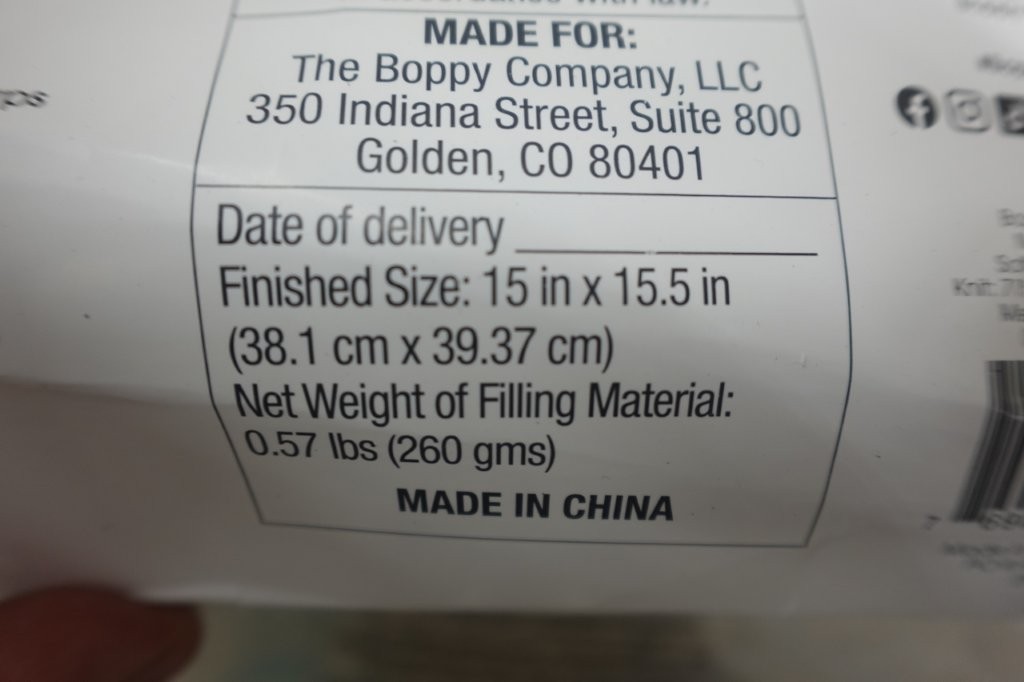 MADE FOR:
The Boppy Company, LLC
350 Indiana Street, Suite 800
Golden, CO 80401
Date of delivery
Finished Size: 15 in x 15.5 in
(38.1 cm x 39.37 cm)
Net Weight of Filling Material:
0.57 lbs (260 gms)
MADE IN CHINA